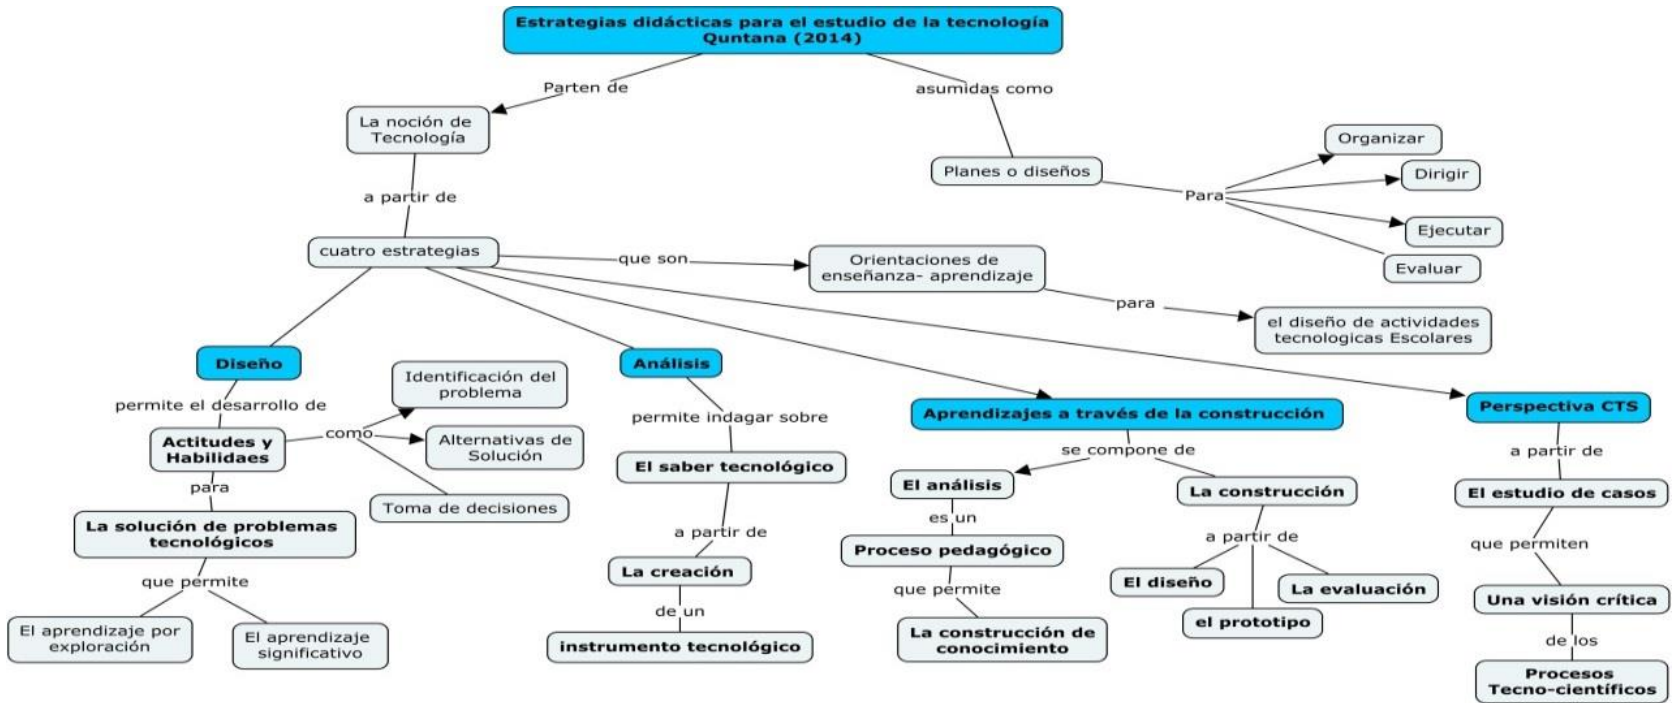 Estrategias didácticas para el estudio de la tecnología
Quntana (2014)
Parten de
asumidas como
La noción de
Tecnología
Organizar
Planes o diseños
Dirigir
Para
a partir de
Ejecutar
cuatro estrategias
que son
Orientaciones de
enseñanza- aprendizaje
Evaluar
para
el diseño de actividades
tecnologicas Escolares
Diseño
Análisis
Identificación del
problema
permite el desarrollo de
permite indagar sobre
Aprendizajes a través de la construcción
Perspectiva CTS
Actitudes y
Habilidaes
como
Alternativas de
Solución
se compone de
a partir de
para
El saber tecnológico
El análisis
La construcción
El estudio de casos
Toma de decisiones
La solución de problemas
tecnológicos
a partir de
es un
a partir de
que permiten
Proceso pedagógico
que permite
La creación
que permite
El diseño
La evaluación
Una visión crítica
de un
el prototipo
El aprendizaje por
exploración
El aprendizaje
significativo
instrumento tecnológico
La construcción de
conocimiento
de los
Procesos
Tecno-científicos